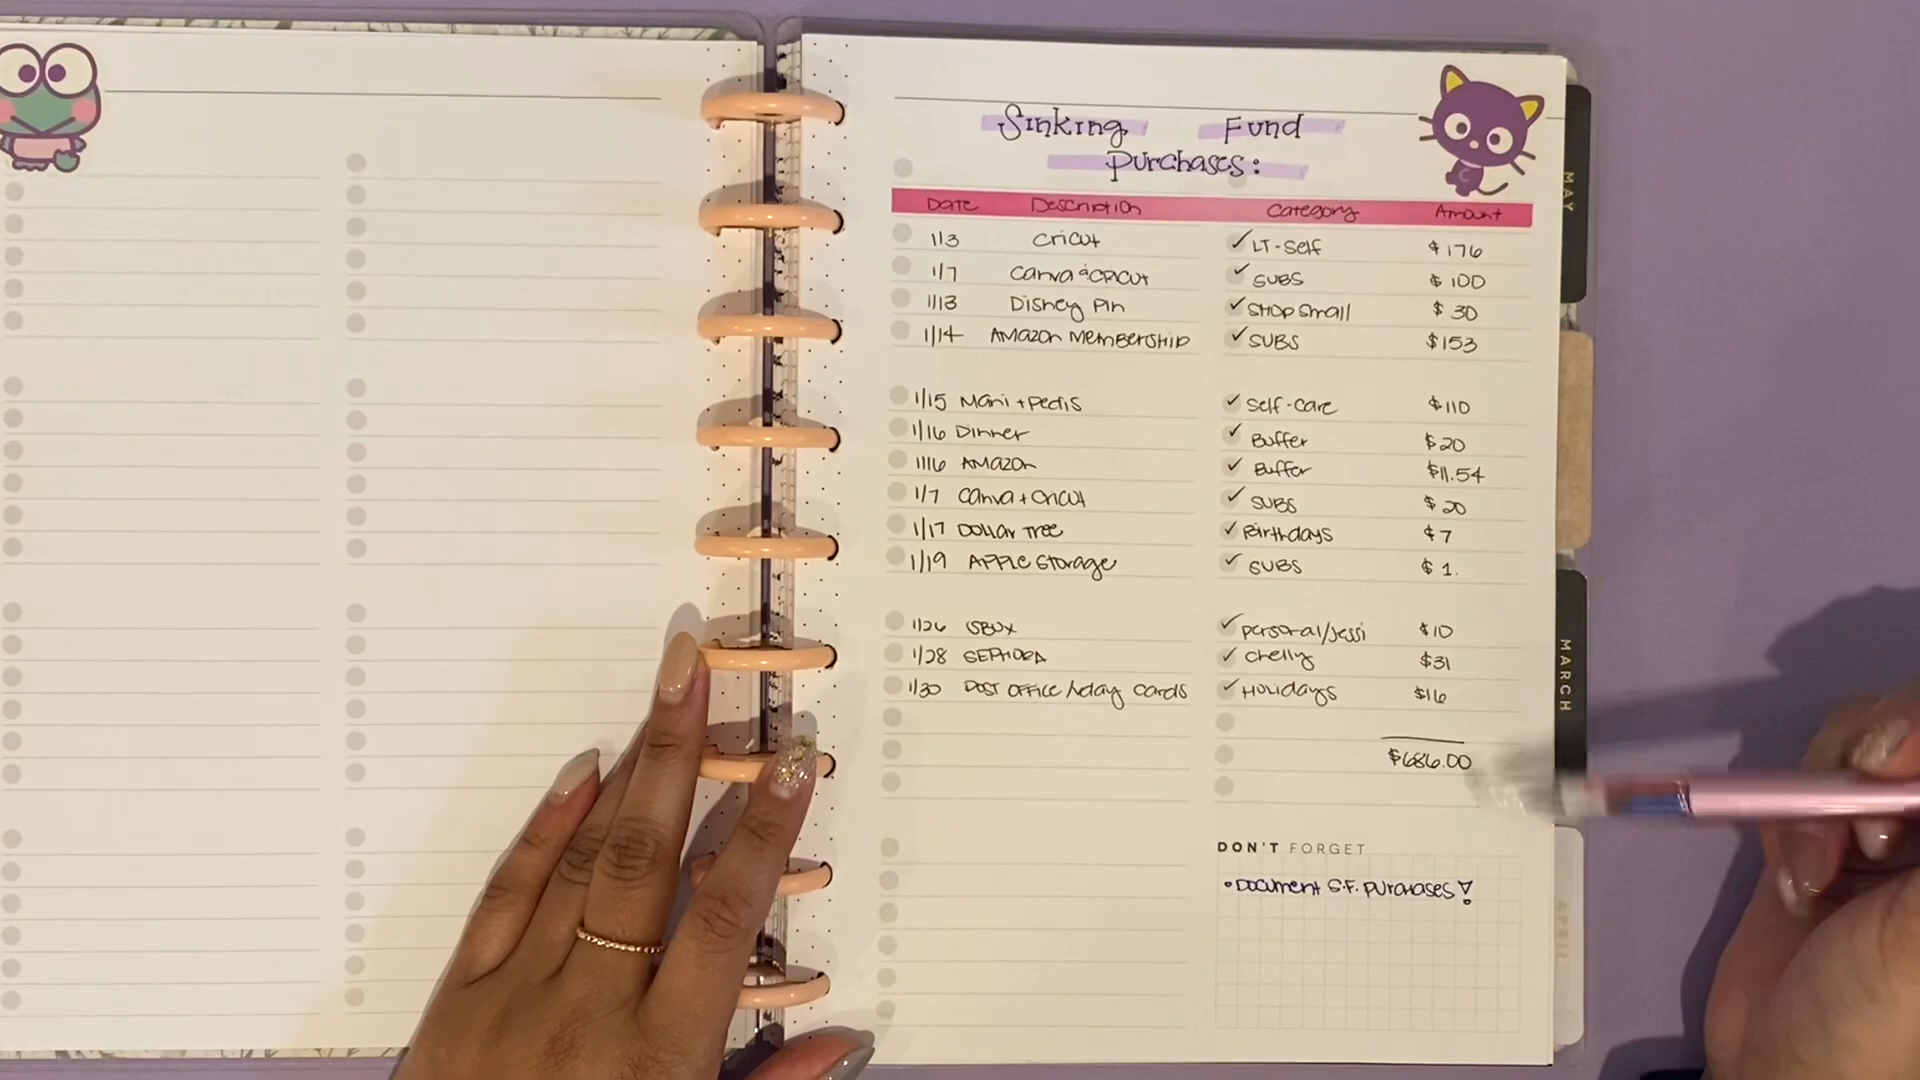 Sinking Fund
Purchases:
Date Description Category Amount
1/3 Cricut ✓ LT-Self $176
1/7 Canva & Cricut ✓ SUBS $100
1/13 Disney Pin ✓ Shop Small $30
1/14 Amazon Membership ✓ SUBS $153
1/15 Mani + Pedis ✓ Self-Care $110
1/16 Dinner ✓ Buffer $20
1/16 Amazon ✓ Buffer $11.54
1/7 Canva + Cricut ✓ SUBS $20
1/17 Dollar Tree ✓ Birthdays $7
1/19 Apple Storage ✓ SUBS $1.
1/26 SBUX ✓ Personal/Jessi $10
1/28 SEPHORA ✓ Chelly $31
1/30 Post Office/hday cards ✓ Holidays $16
$686.00
DON'T FORGET
• Document S.F. purchases!
MAY
MARCH
APRIL